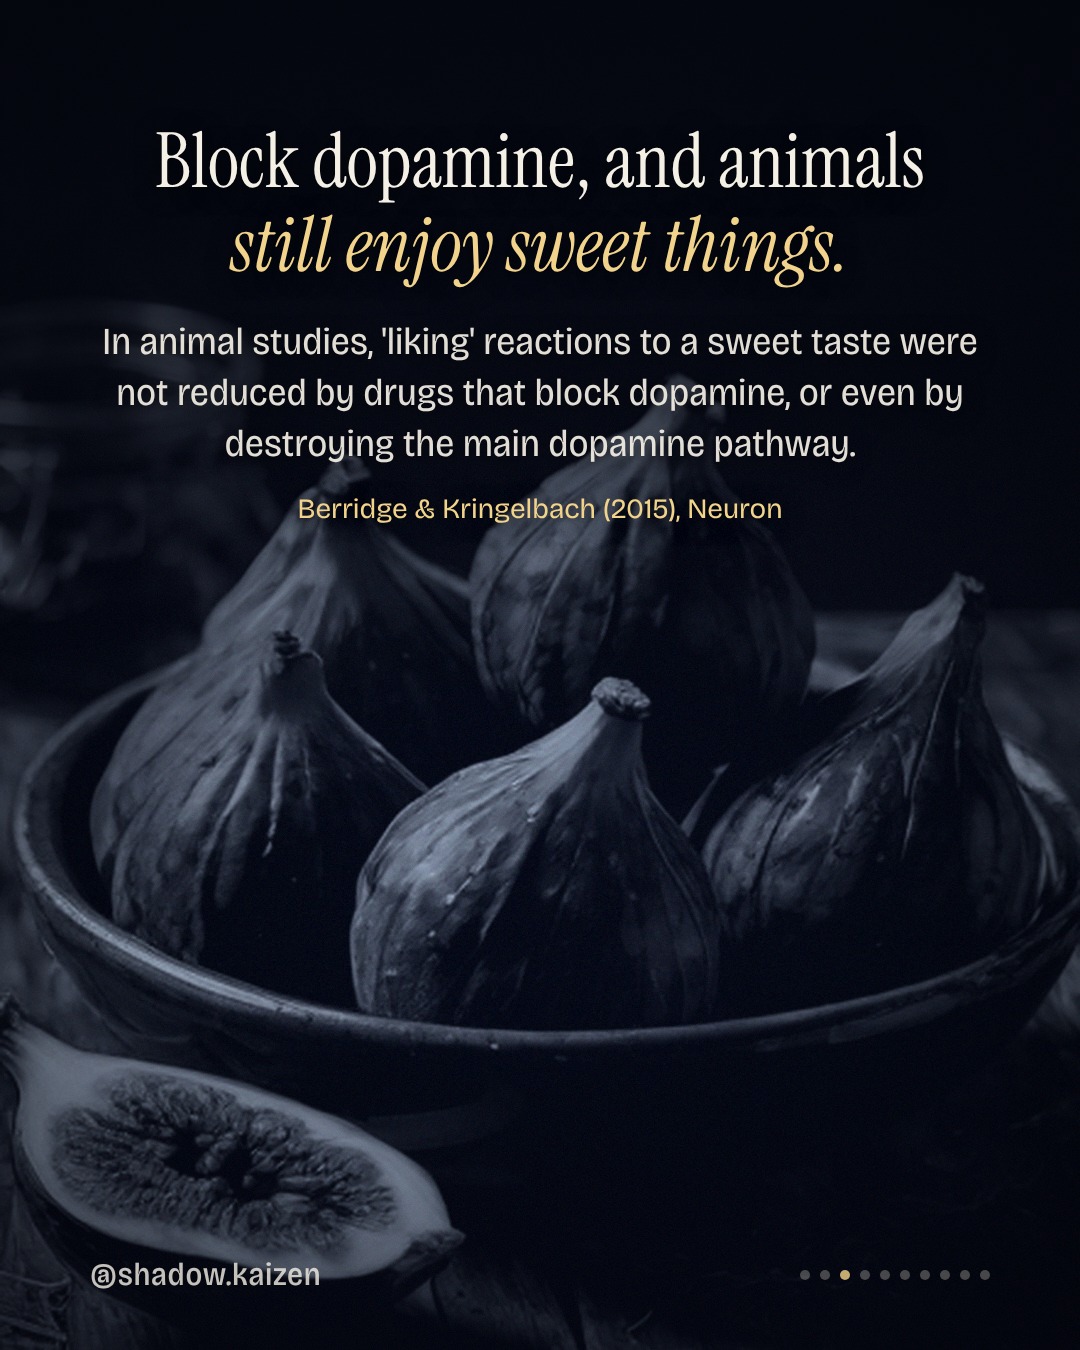 Block dopamine, and animals
still enjoy sweet things.
In animal studies, 'liking' reactions to a sweet taste were
not reduced by drugs that block dopamine, or even by
destroying the main dopamine pathway.
Berridge & Kringelbach (2015), Neuron
@shadow.kaizen